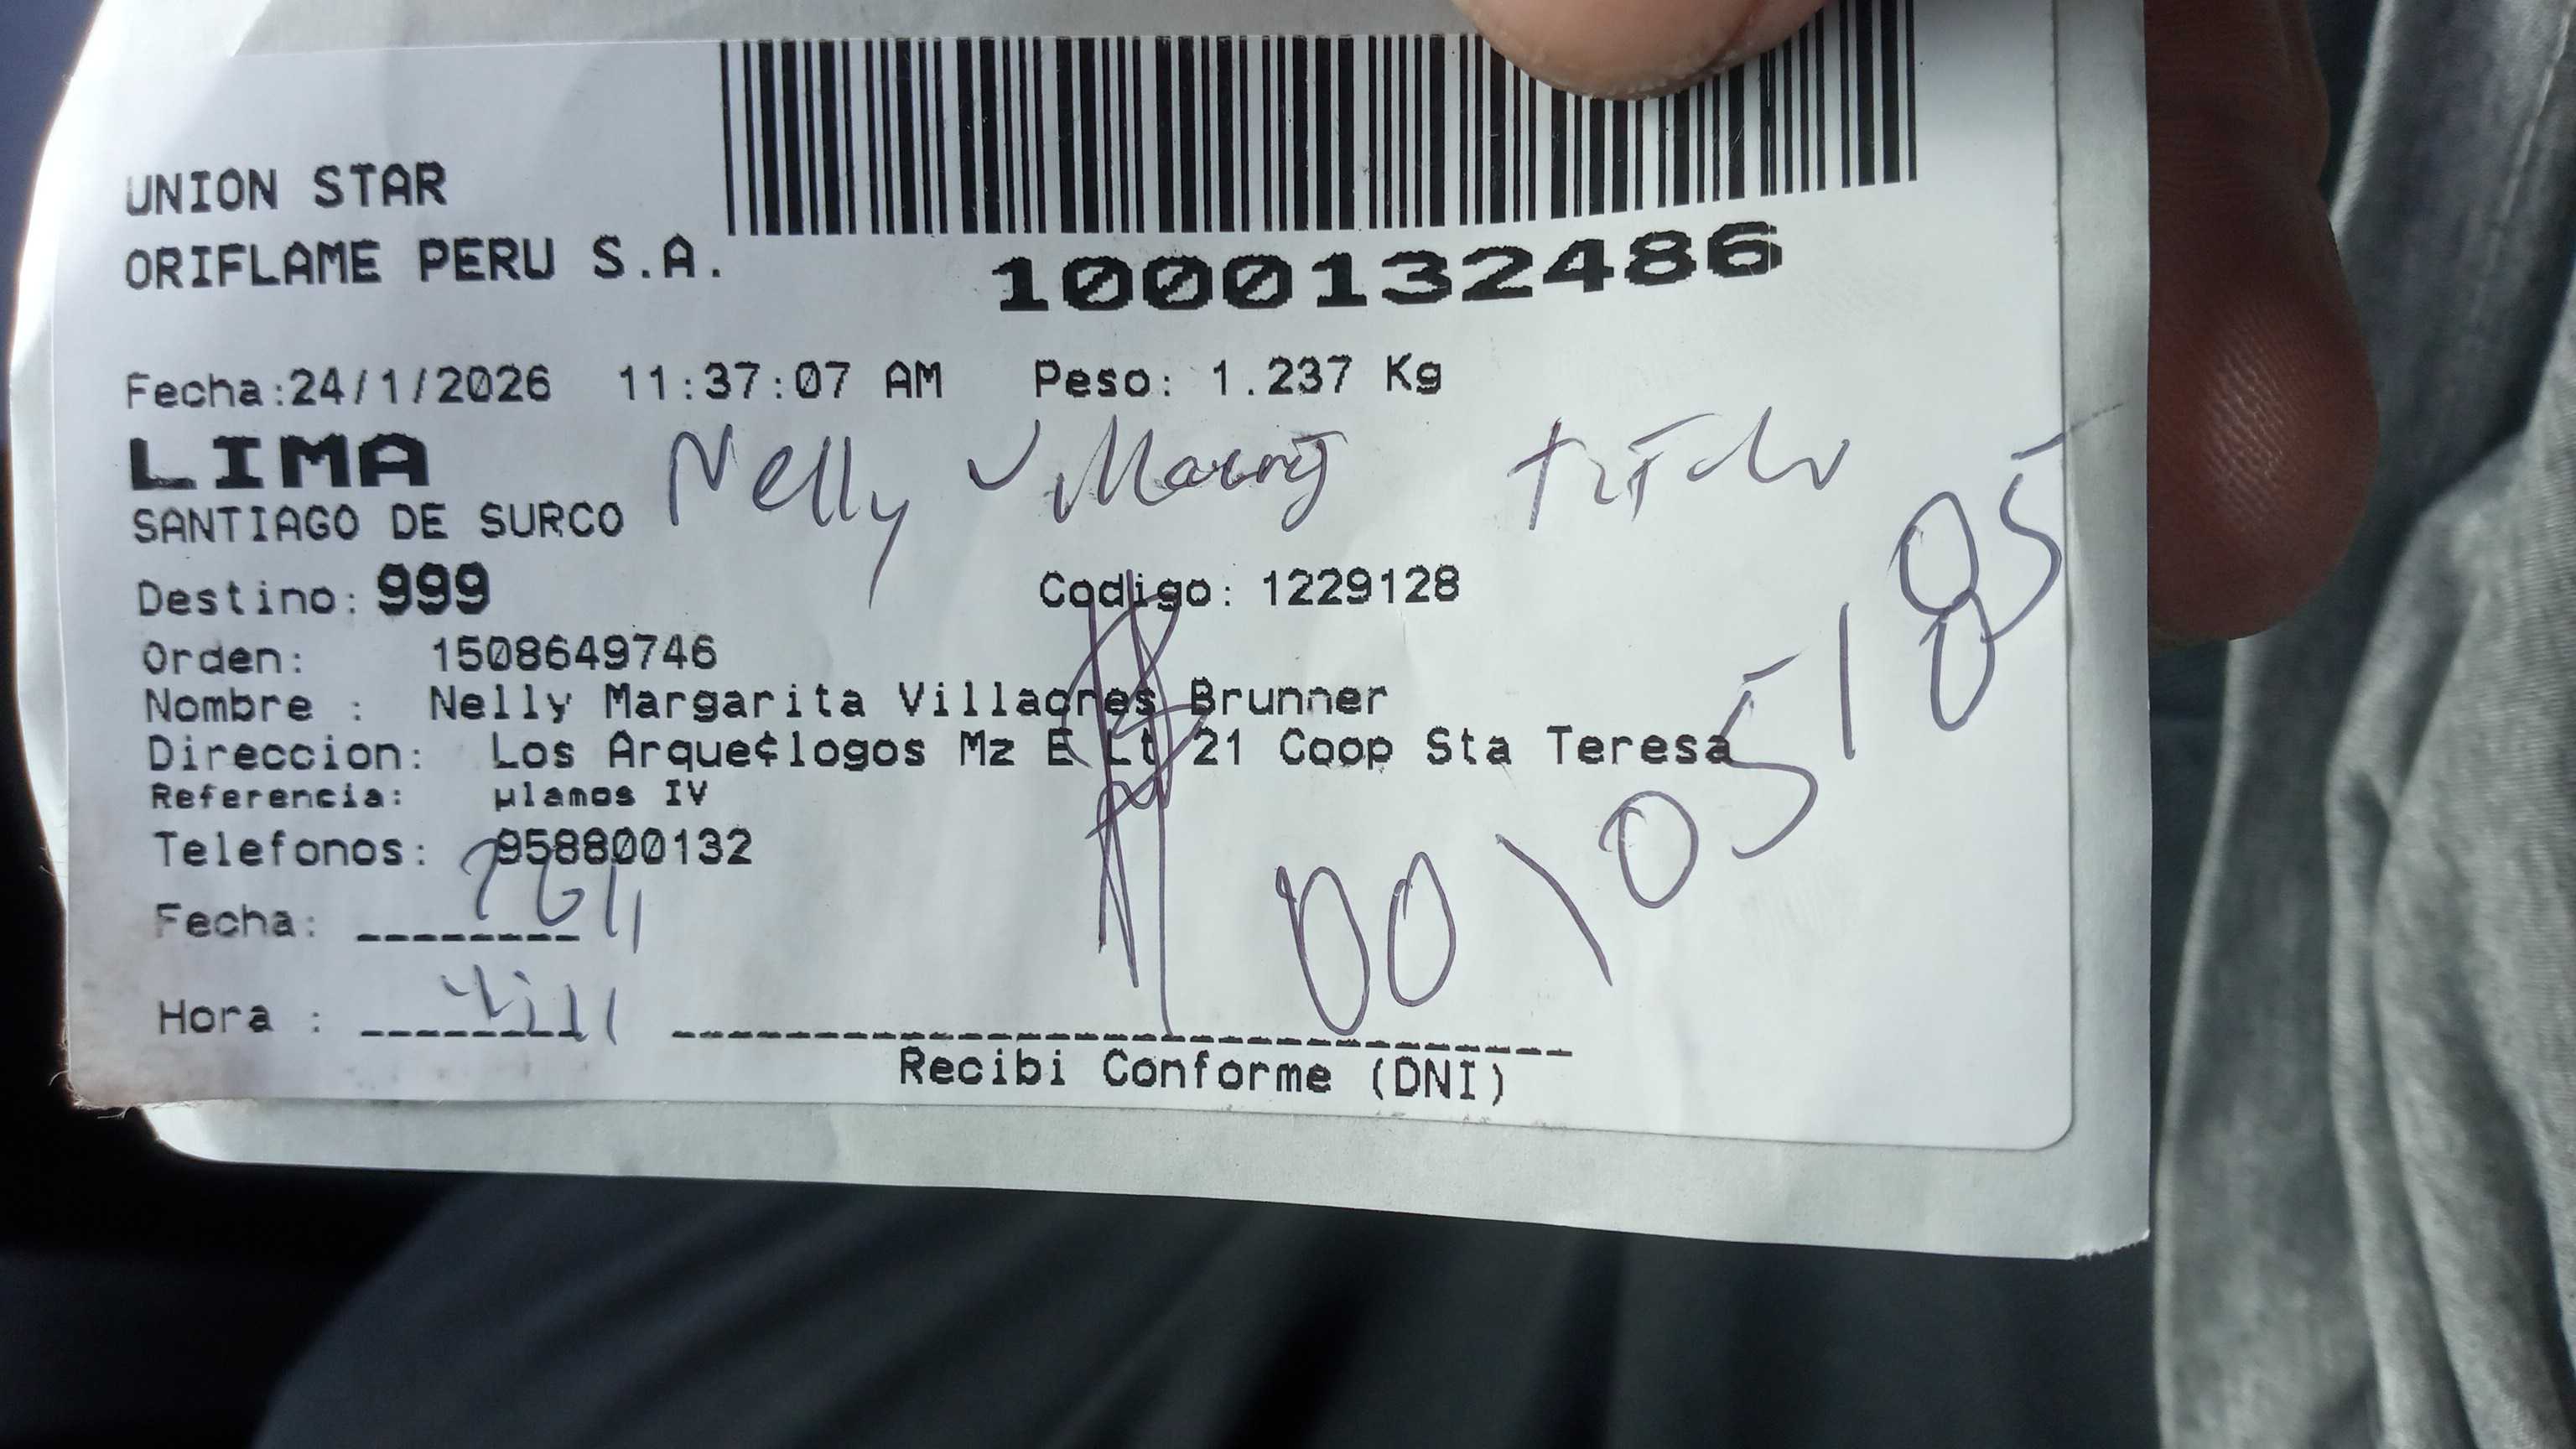 UNION STAR
ORIFLAME PERU S.A.
1000132486
Fecha:24/1/2026 11:37:07 AM Peso: 1.237 Kg
LIMA
Nelly
SANTIAGO DE SURCO
Destino: 999 Codigo: 1229128
Orden: 1508649746
Nombre : Nelly Margarita Villacres Brunner
Direccion: Los Arque¢logos Mz E Lt 21 Coop Sta Teresa
Referencia: µlamos IV
Telefonos: 958800132
Fecha:
Hora :
Recibi Conforme (DNI)